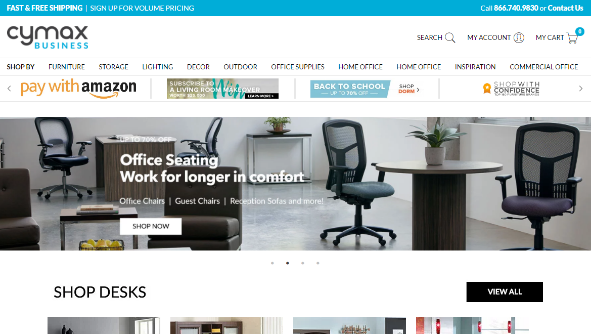 FAST & FREE SHIPPING | SIGN UP FOR VOLUME PRICING
Call 866.740.9830 or Contact Us
cymax
BUSINESS
SEARCH
MY ACCOUNT
MY CART
0
SHOP BY FURNITURE STORAGE LIGHTING DECOR OUTDOOR OFFICE SUPPLIES HOME OFFICE HOME OFFICE INSPIRATION COMMERCIAL OFFICE
pay with amazon
SUBSCRIBE TO
A LIVING ROOM MAKEOVER
LEARN MORE
BACK TO SCHOOL
UP TO 70% OFF
SHOP
DORM
SHOP WITH
CONFIDENCE
UP TO 70% OFF
Office Seating
Work for longer in comfort
Office Chairs | Guest Chairs | Reception Sofas and more!
SHOP NOW
SHOP DESKS
VIEW ALL